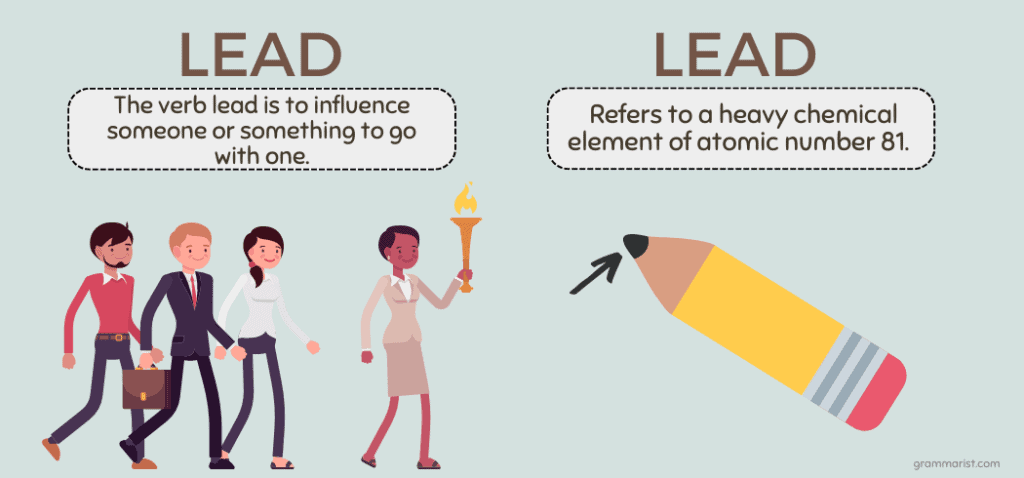 LEAD
The verb lead is to influence
someone or something to go
with one.
LEAD
Refers to a heavy chemical
element of atomic number 81.
grammarist.com